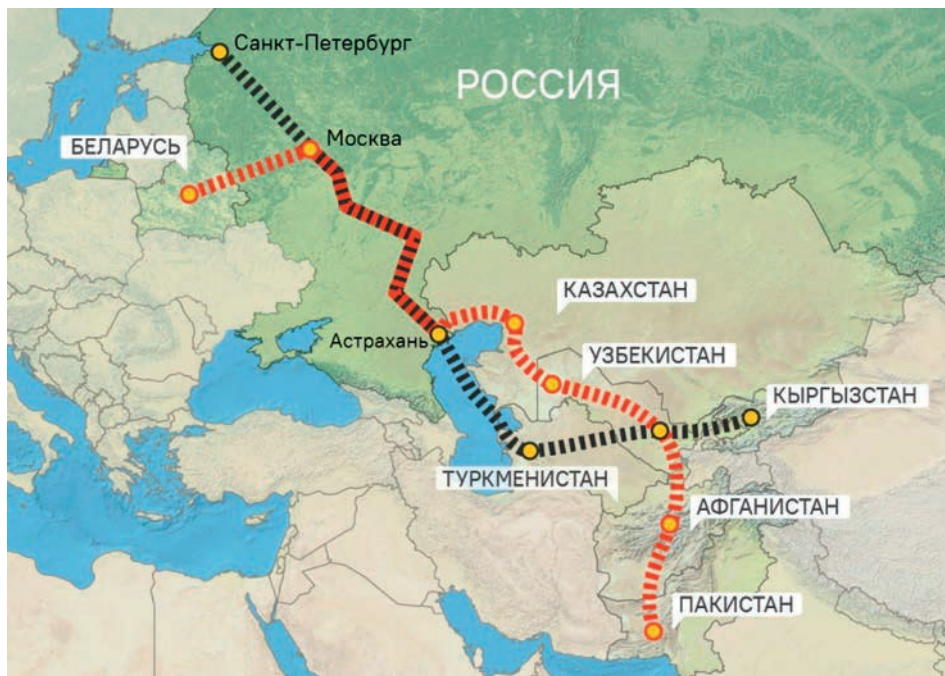 Санкт-Петербург
РОССИЯ
Москва
БЕЛАРУСЬ
КАЗАХСТАН
Астрахань
УЗБЕКИСТАН
КЫРГЫЗСТАН
ТУРКМЕНИСТАН
АФГАНИСТАН
ПАКИСТАН